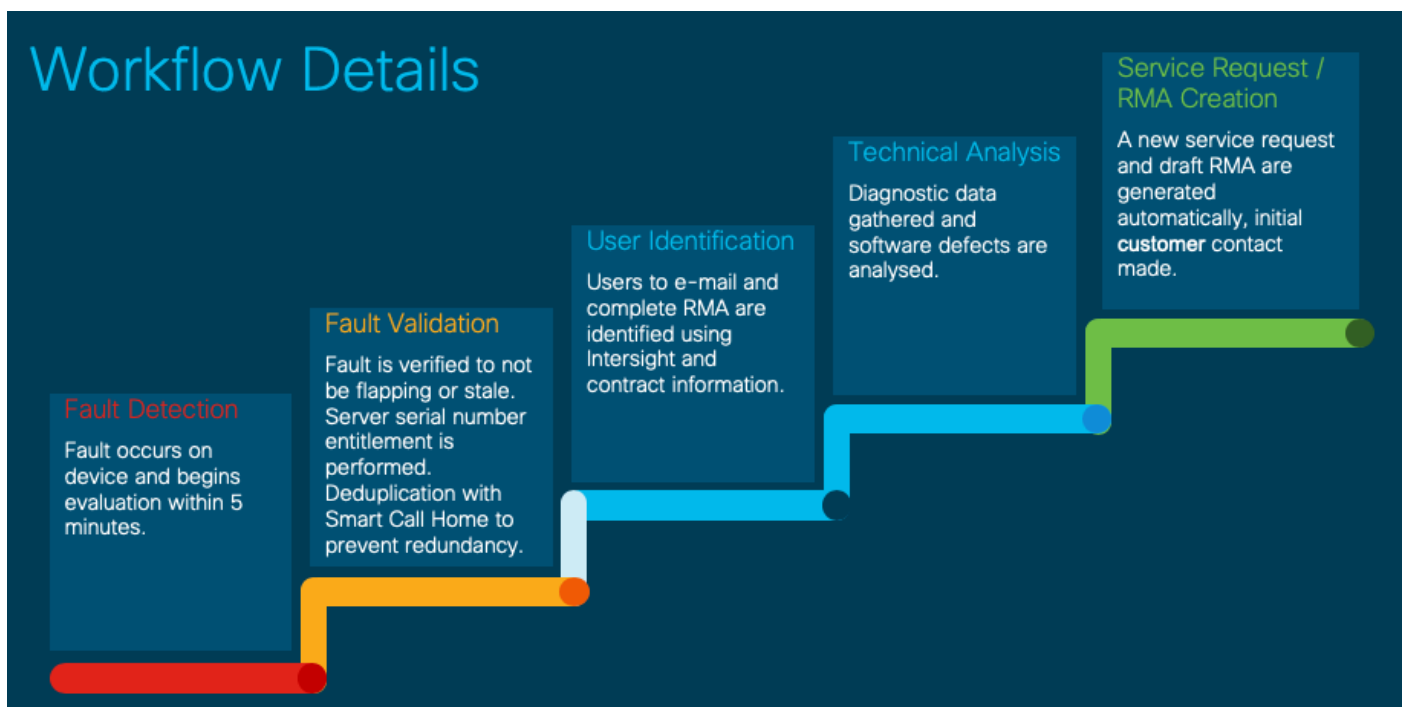 Workflow Details
Fault Detection
Fault occurs on
device and begins
evaluation within 5
minutes.
Fault Validation
Fault is verified to not
be flapping or stale.
Server serial number
entitlement is
performed.
Deduplication with
Smart Call Home to
prevent redundancy.
User Identification
Users to e-mail and
complete RMA are
identified using
Intersight and
contract information.
Technical Analysis
Diagnostic data
gathered and
software defects are
analysed.
Service Request /
RMA Creation
A new service request
and draft RMA are
generated
automatically, initial
customer contact
made.